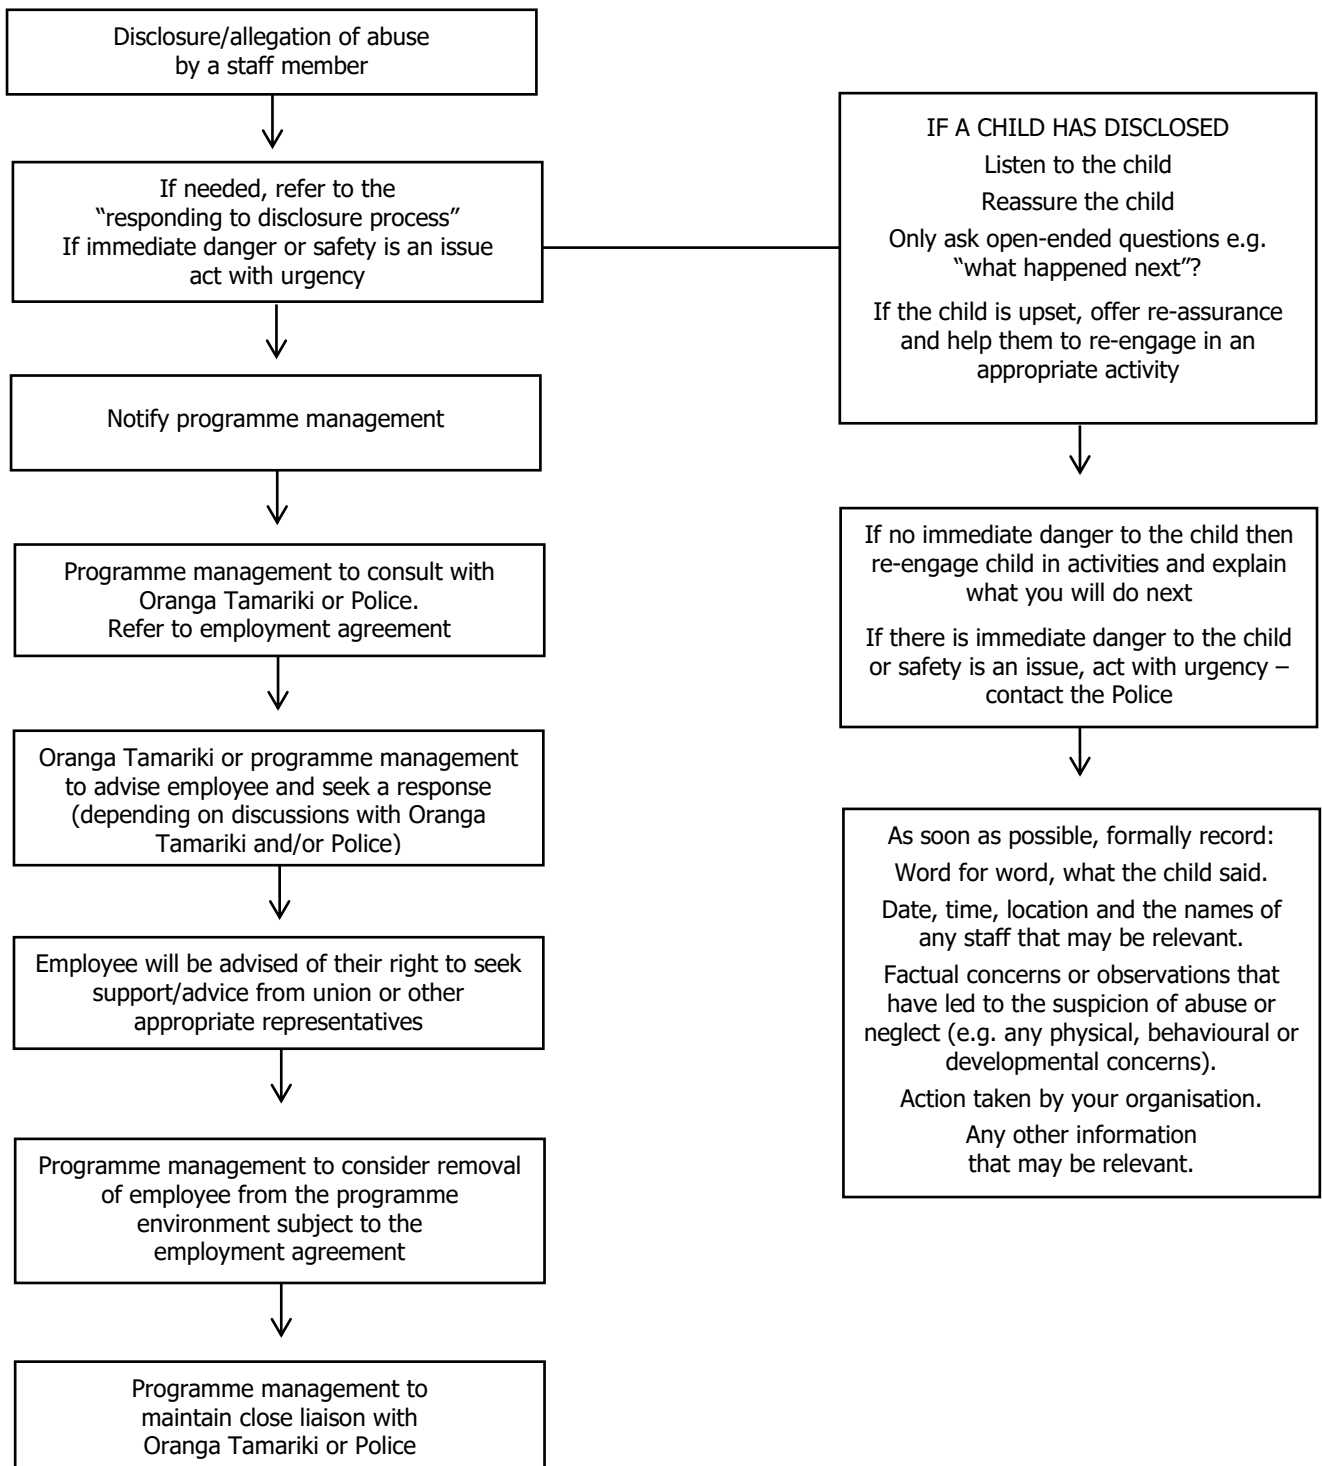 Disclosure/allegation of abuse
by a staff member
If needed, refer to the
“responding to disclosure process”
If immediate danger or safety is an issue
act with urgency
Notify programme management
Programme management to consult with
Oranga Tamariki or Police.
Refer to employment agreement
Oranga Tamariki or programme management
to advise employee and seek a response
(depending on discussions with Oranga
Tamariki and/or Police)
Employee will be advised of their right to seek
support/advice from union or other
appropriate representatives
Programme management to consider removal
of employee from the programme
environment subject to the
employment agreement
Programme management to
maintain close liaison with
Oranga Tamariki or Police
IF A CHILD HAS DISCLOSED
Listen to the child
Reassure the child
Only ask open-ended questions e.g.
“what happened next”?
If the child is upset, offer re-assurance
and help them to re-engage in an
appropriate activity
If no immediate danger to the child then
re-engage child in activities and explain
what you will do next
If there is immediate danger to the child
or safety is an issue, act with urgency –
contact the Police
As soon as possible, formally record:
Word for word, what the child said.
Date, time, location and the names of
any staff that may be relevant.
Factual concerns or observations that
have led to the suspicion of abuse or
neglect (e.g. any physical, behavioural or
developmental concerns).
Action taken by your organisation.
Any other information
that may be relevant.